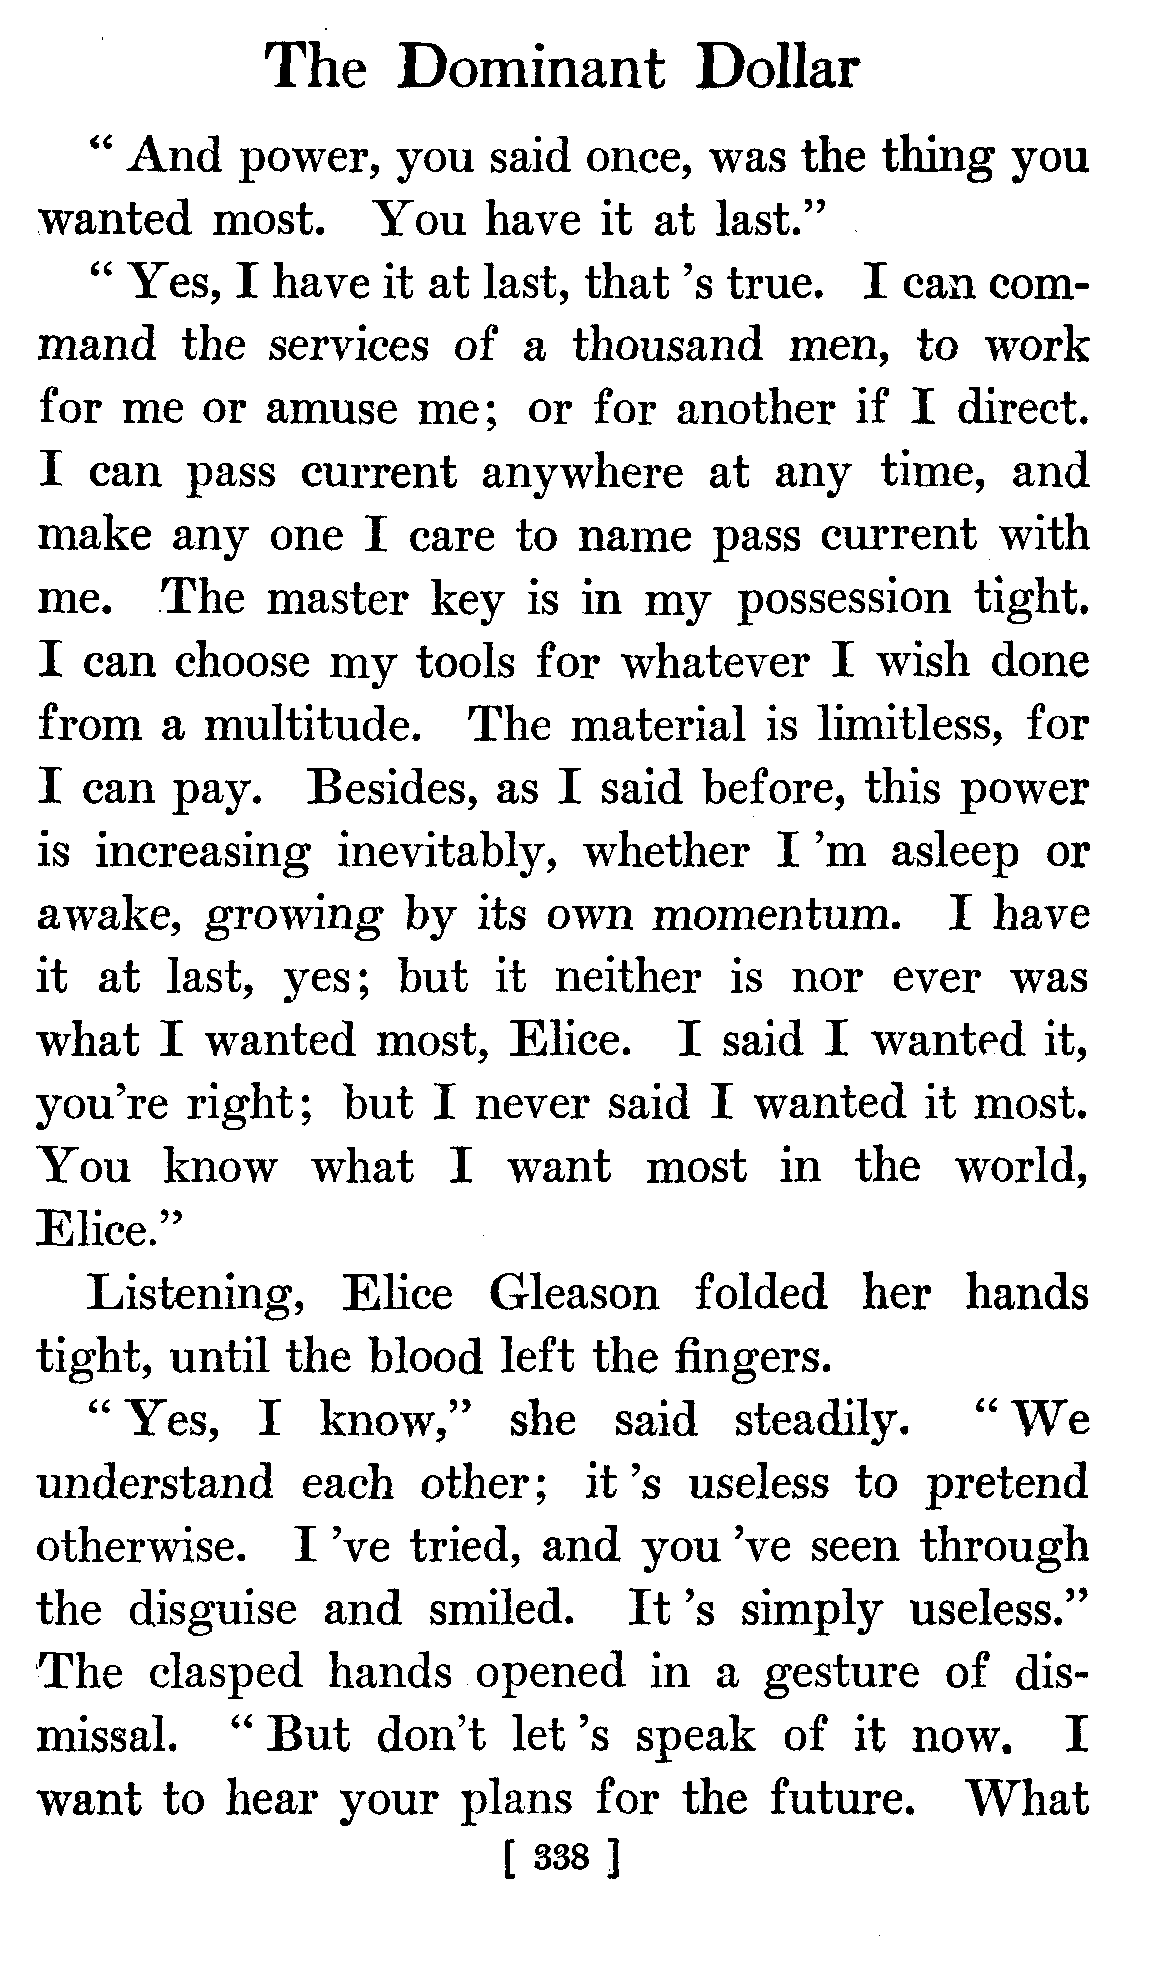 The Dominant Dollar
“ And power, you said once, was the thing you
wanted most. You have it at last.”
“ Yes, I have it at last, that ’s true. I can com-
mand the services of a thousand men, to work
for me or amuse me; or for another if I direct.
I can pass current anywhere at any time, and
make any one I care to name pass current with
me. The master key is in my possession tight.
I can choose my tools for whatever I wish done
from a multitude. The material is limitless, for
I can pay. Besides, as I said before, this power
is increasing inevitably, whether I ’m asleep or
awake, growing by its own momentum. I have
it at last, yes; but it neither is nor ever was
what I wanted most, Elice. I said I wanted it,
you’re right; but I never said I wanted it most.
You know what I want most in the world,
Elice.”
Listening, Elice Gleason folded her hands
tight, until the blood left the fingers.
“ Yes, I know,” she said steadily. “ We
understand each other; it ’s useless to pretend
otherwise. I ’ve tried, and you ’ve seen through
the disguise and smiled. It ’s simply useless.”
The clasped hands opened in a gesture of dis-
missal. “ But don’t let ’s speak of it now. I
want to hear your plans for the future. What
[ 338 ]